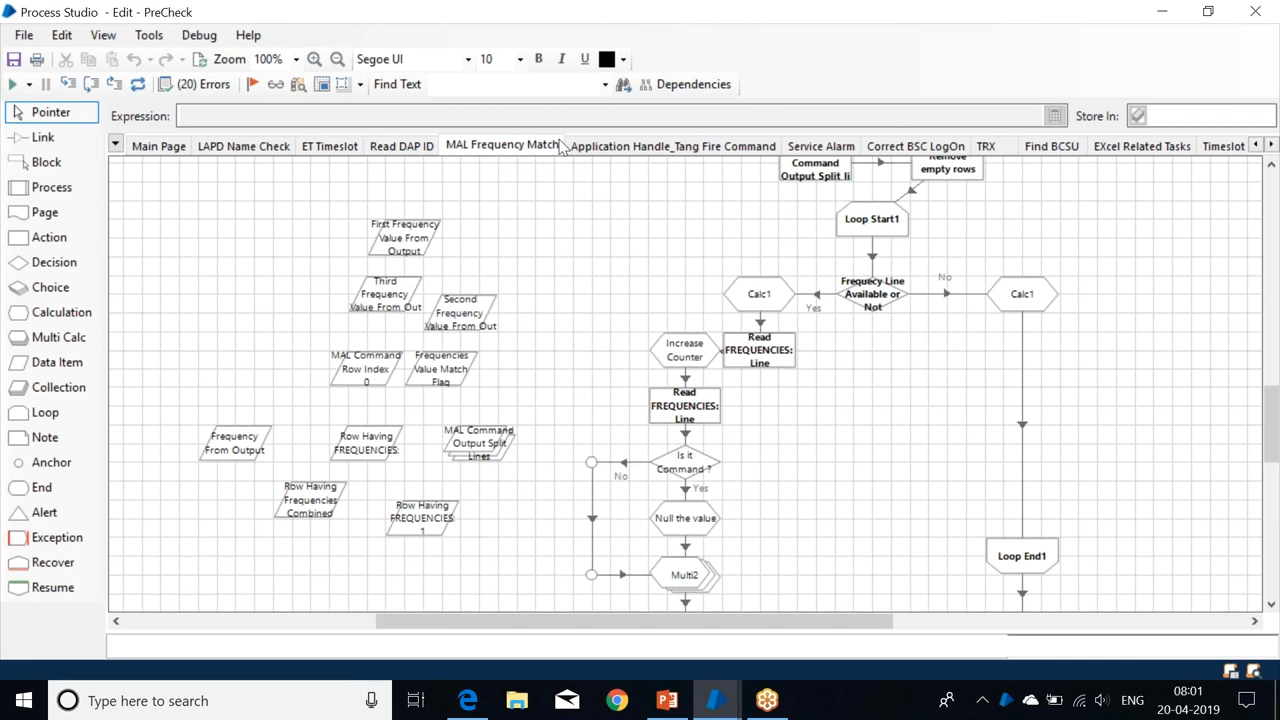 Process Studio - Edit - PreCheck
File Edit View Tools Debug Help
Zoom 100% Segoe UI 10 B I U
(20) Errors Find Text Dependencies
Pointer
Link
Block
Process
Page
Action
Decision
Choice
Calculation
Multi Calc
Data Item
Collection
Loop
Note
Anchor
End
Alert
Exception
Recover
Resume
Expression: Store In:
Main Page LAPD Name Check ET Timeslot Read DAP ID MAL Frequency Match Application Handle_Tang Fire Command Service Alarm Correct BSC LogOn TRX Find BCSU EXcel Related Tasks Timeslot
Command
Output Split li
Remove
empty rows
Loop Start1
First Frequency
Value From
Output
Third
Frequency
Value From Out
Second
Frequency
Value From Out
Calc1
Yes
Frequecy Line
Available or
Not
No
Calc1
MAL Command
Row Index
0
Frequencies
Value Match
Flag
Increase
Counter
Read
FREQUENCIES:
Line
Read
FREQUENCIES:
Line
Frequency
From Output
Row Having
FREQUENCIES:
MAL Command
Output Split
Lines
Is it
Command ?
No
Yes
Row Having
Frequencies
Combined
Row Having
FREQUENCIES:
1
Null the value
Multi2
Loop End1
Type here to search
ENG
08:01
20-04-2019